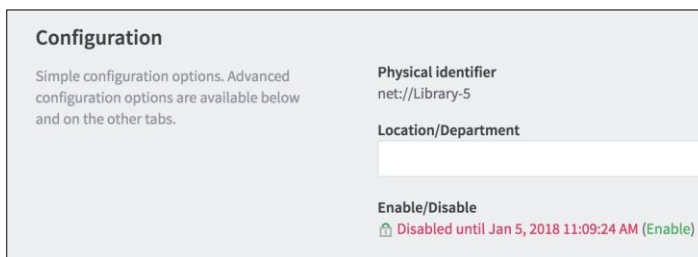 Configuration
Simple configuration options. Advanced
configuration options are available below
and on the other tabs.
Physical identifier
net://Library-5
Location/Department
Enable/Disable
Disabled until Jan 5, 2018 11:09:24 AM (Enable)